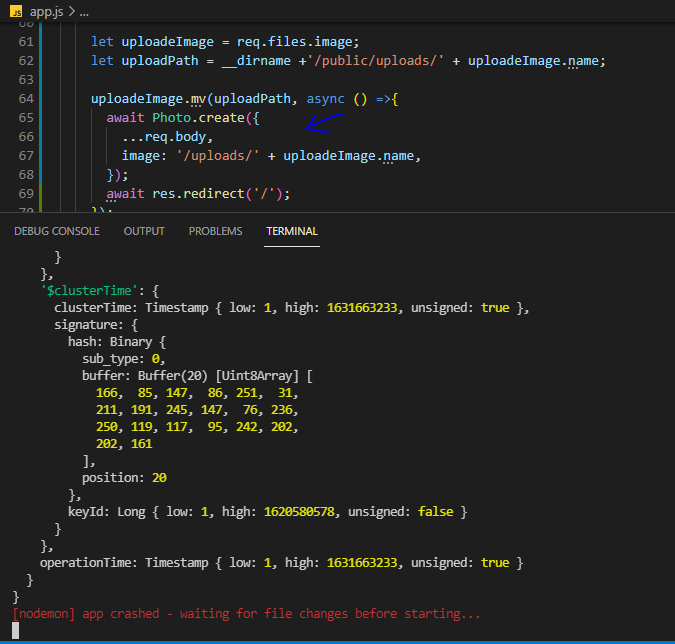 JS app.js > ...
60
61 let uploadeImage = req.files.image;
62 let uploadPath = __dirname +'/public/uploads/' + uploadeImage.name;
63
64 uploadeImage.mv(uploadPath, async () =>{
65 await Photo.create({
66 ...req.body,
67 image: '/uploads/' + uploadeImage.name,
68 });
69 await res.redirect('/');
70 });
DEBUG CONSOLE OUTPUT PROBLEMS TERMINAL
}
},
'$clusterTime': {
clusterTime: Timestamp { low: 1, high: 1631663233, unsigned: true },
signature: {
hash: Binary {
sub_type: 0,
buffer: Buffer(20) [Uint8Array] [
166, 85, 147, 86, 251, 31,
211, 191, 245, 147, 76, 236,
250, 119, 117, 95, 242, 202,
202, 161
],
position: 20
},
keyId: Long { low: 1, high: 1620580578, unsigned: false }
}
},
operationTime: Timestamp { low: 1, high: 1631663233, unsigned: true }
}
}
[nodemon] app crashed - waiting for file changes before starting...